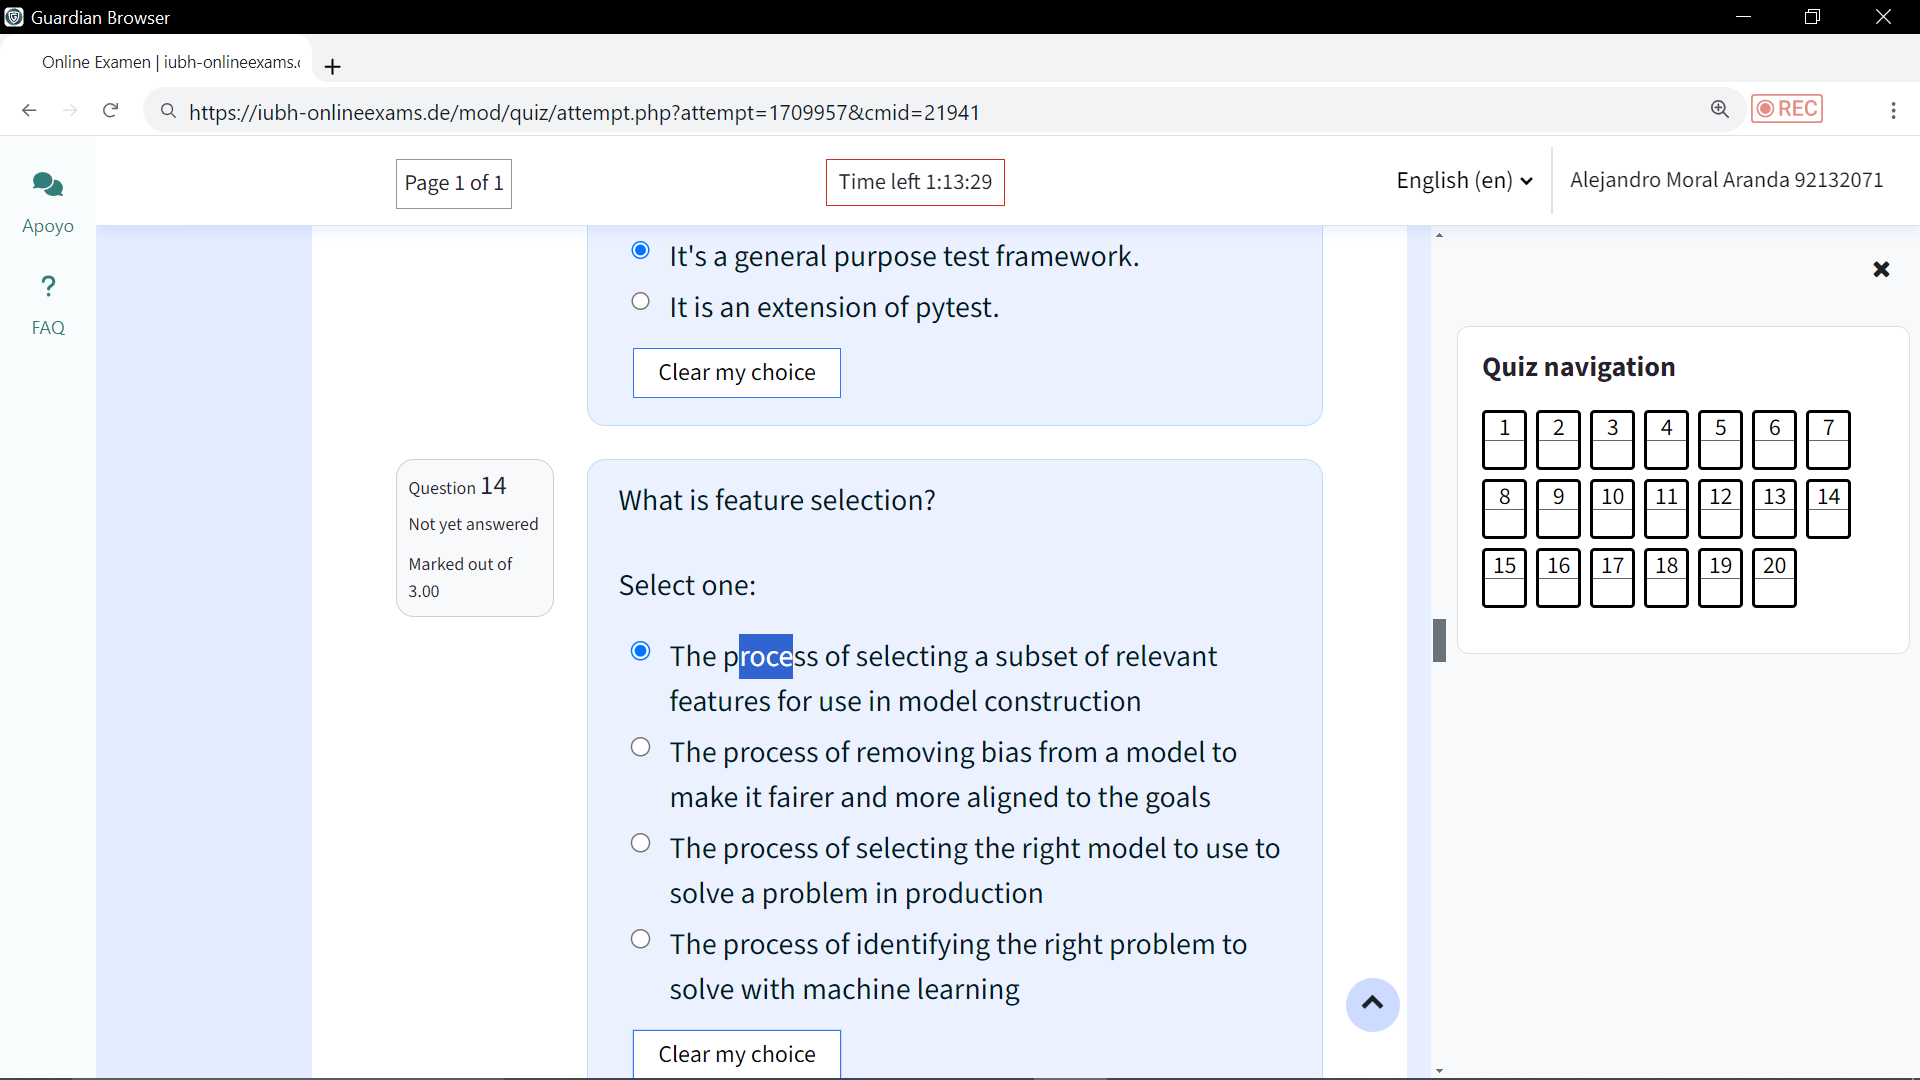 Guardian Browser
Online Examen | iubh-onlineexams.
https://iubh-onlineexams.de/mod/quiz/attempt.php?attempt=1709957&cmid=21941
REC
Apoyo
FAQ
Page 1 of 1
Time left 1:13:29
English (en)
Alejandro Moral Aranda 92132071
It's a general purpose test framework.
It is an extension of pytest.
Clear my choice
Question 14
Not yet answered
Marked out of
3.00
What is feature selection?
Select one:
The process of selecting a subset of relevant
features for use in model construction
The process of removing bias from a model to
make it fairer and more aligned to the goals
The process of selecting the right model to use to
solve a problem in production
The process of identifying the right problem to
solve with machine learning
Clear my choice
Quiz navigation
1 2 3 4 5 6 7
8 9 10 11 12 13 14
15 16 17 18 19 20